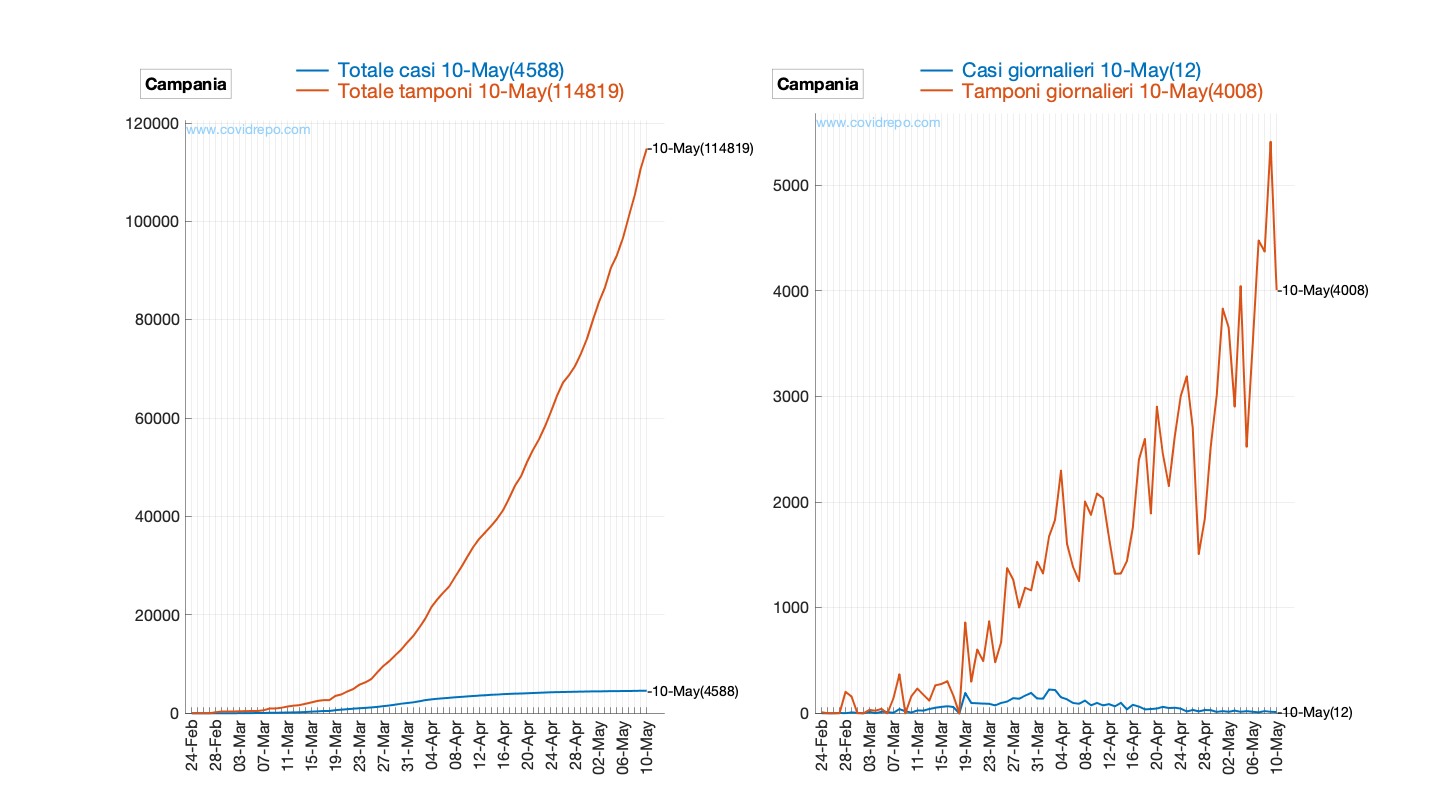 Campania
Totale casi 10-May(4588)
Totale tamponi 10-May(114819)
www.covidrepo.com
120000
100000
80000
60000
40000
20000
0
10-May(114819)
10-May(4588)
24-Feb
28-Feb
03-Mar
07-Mar
11-Mar
15-Mar
19-Mar
23-Mar
27-Mar
31-Mar
04-Apr
08-Apr
12-Apr
16-Apr
20-Apr
24-Apr
28-Apr
02-May
06-May
10-May
Campania
Casi giornalieri 10-May(12)
Tamponi giornalieri 10-May(4008)
www.covidrepo.com
5000
4000
3000
2000
1000
0
10-May(4008)
10-May(12)
24-Feb
28-Feb
03-Mar
07-Mar
11-Mar
15-Mar
19-Mar
23-Mar
27-Mar
31-Mar
04-Apr
08-Apr
12-Apr
16-Apr
20-Apr
24-Apr
28-Apr
02-May
06-May
10-May